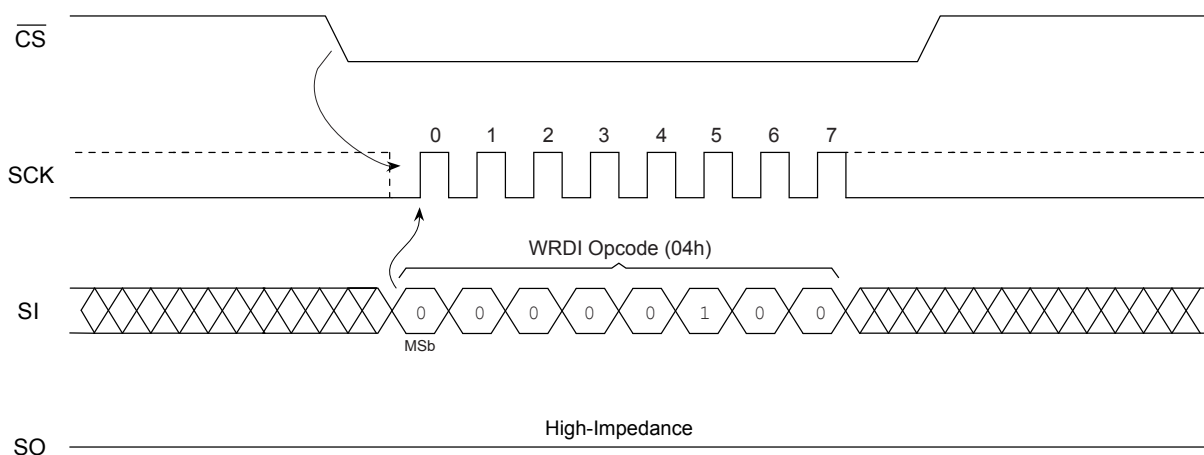 CS
0 1 2 3 4 5 6 7
SCK
WRDI Opcode (04h)
SI
0 0 0 0 0 1 0 0
MSb
High-Impedance
SO